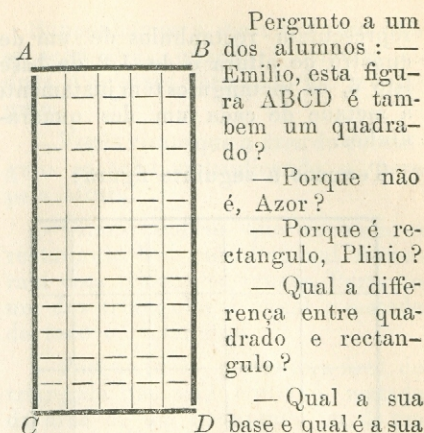 A
B
C
D
Pergunto a um
dos alumnos : —
Emilio, esta figu-
ra ABCD é tam-
bem um quadra-
do ?
— Porque não
é, Azor ?
— Porque é re-
ctangulo, Plinio ?
— Qual a diffe-
rença entre qua-
drado e rectan-
gulo ?
— Qual a sua
base e qual é a sua